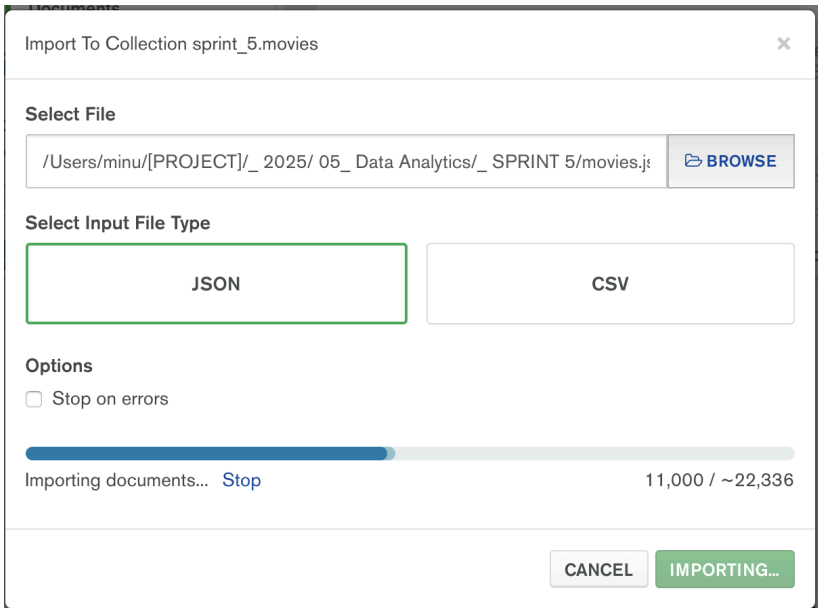 Documents
Import To Collection sprint_5.movies
×
Select File
/Users/minu/[PROJECT]/_ 2025/ 05_ Data Analytics/_ SPRINT 5/movies.js
BROWSE
Select Input File Type
JSON
CSV
Options
Stop on errors
Importing documents... Stop
11,000 / ~22,336
CANCEL
IMPORTING...